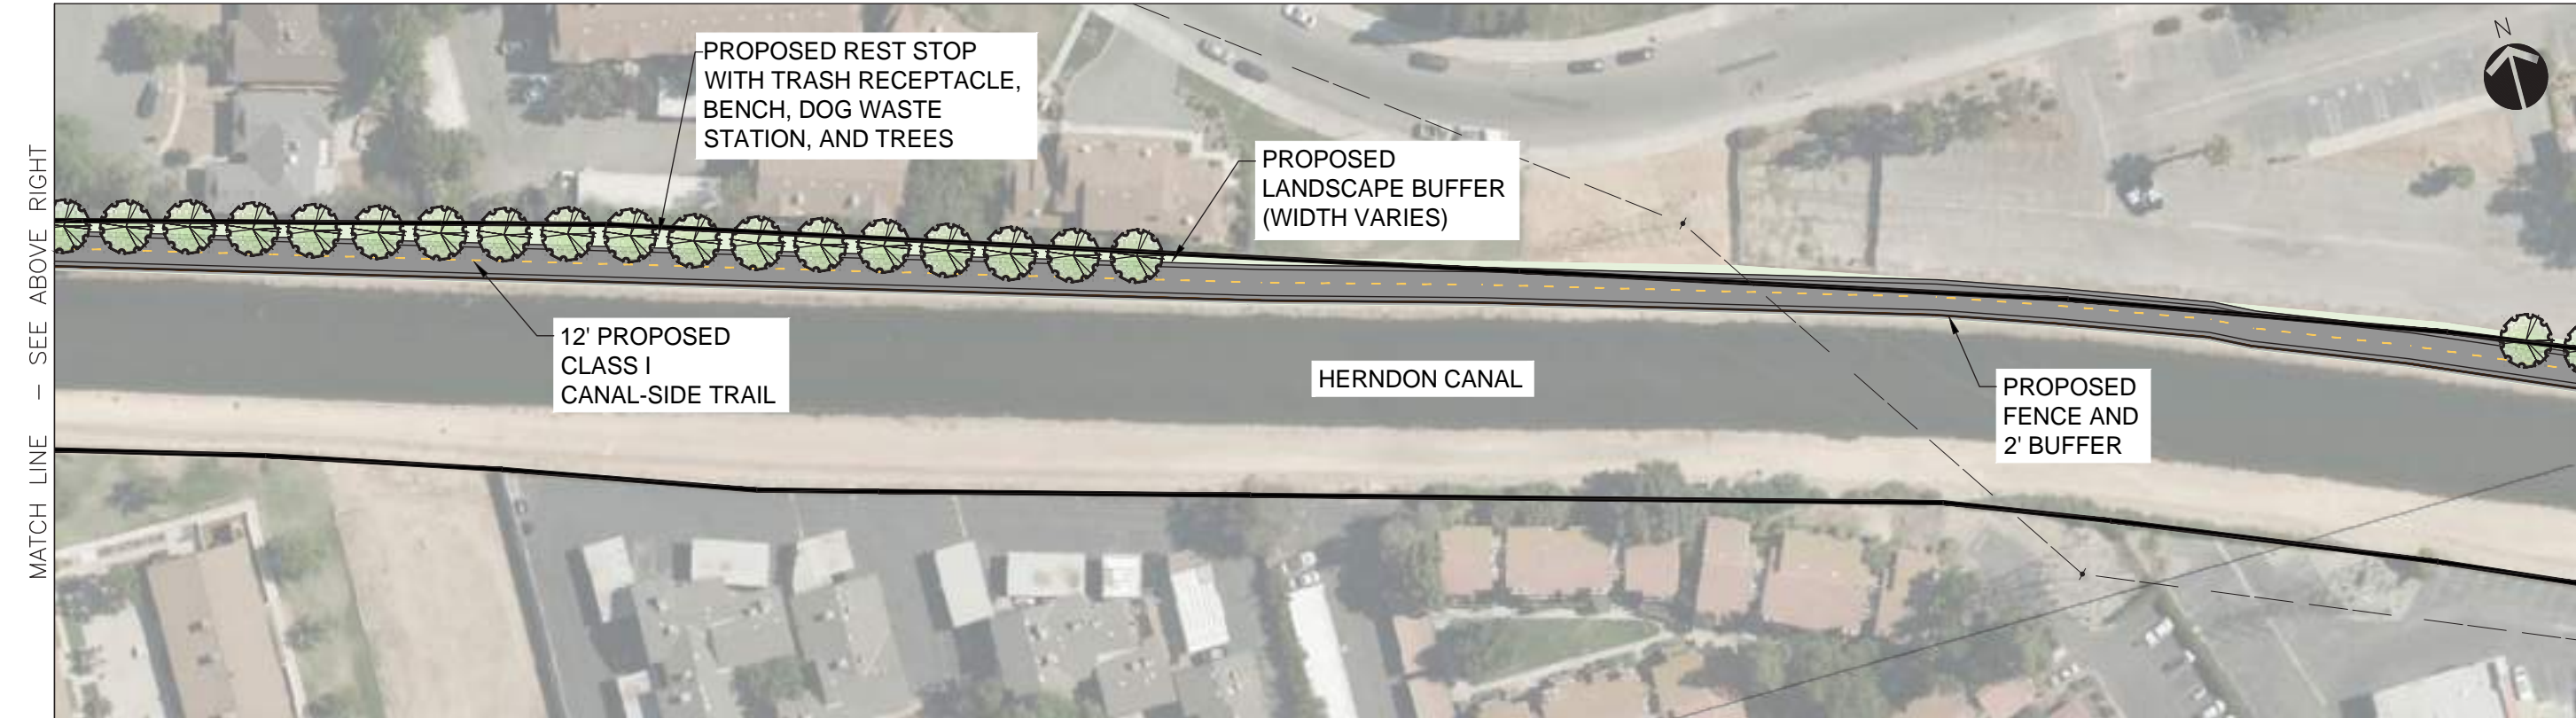 N
PROPOSED REST STOP
WITH TRASH RECEPTACLE,
BENCH, DOG WASTE
STATION, AND TREES
PROPOSED
LANDSCAPE BUFFER
(WIDTH VARIES)
MATCH LINE – SEE ABOVE RIGHT
12' PROPOSED
CLASS I
CANAL-SIDE TRAIL
HERNDON CANAL
PROPOSED
FENCE AND
2' BUFFER